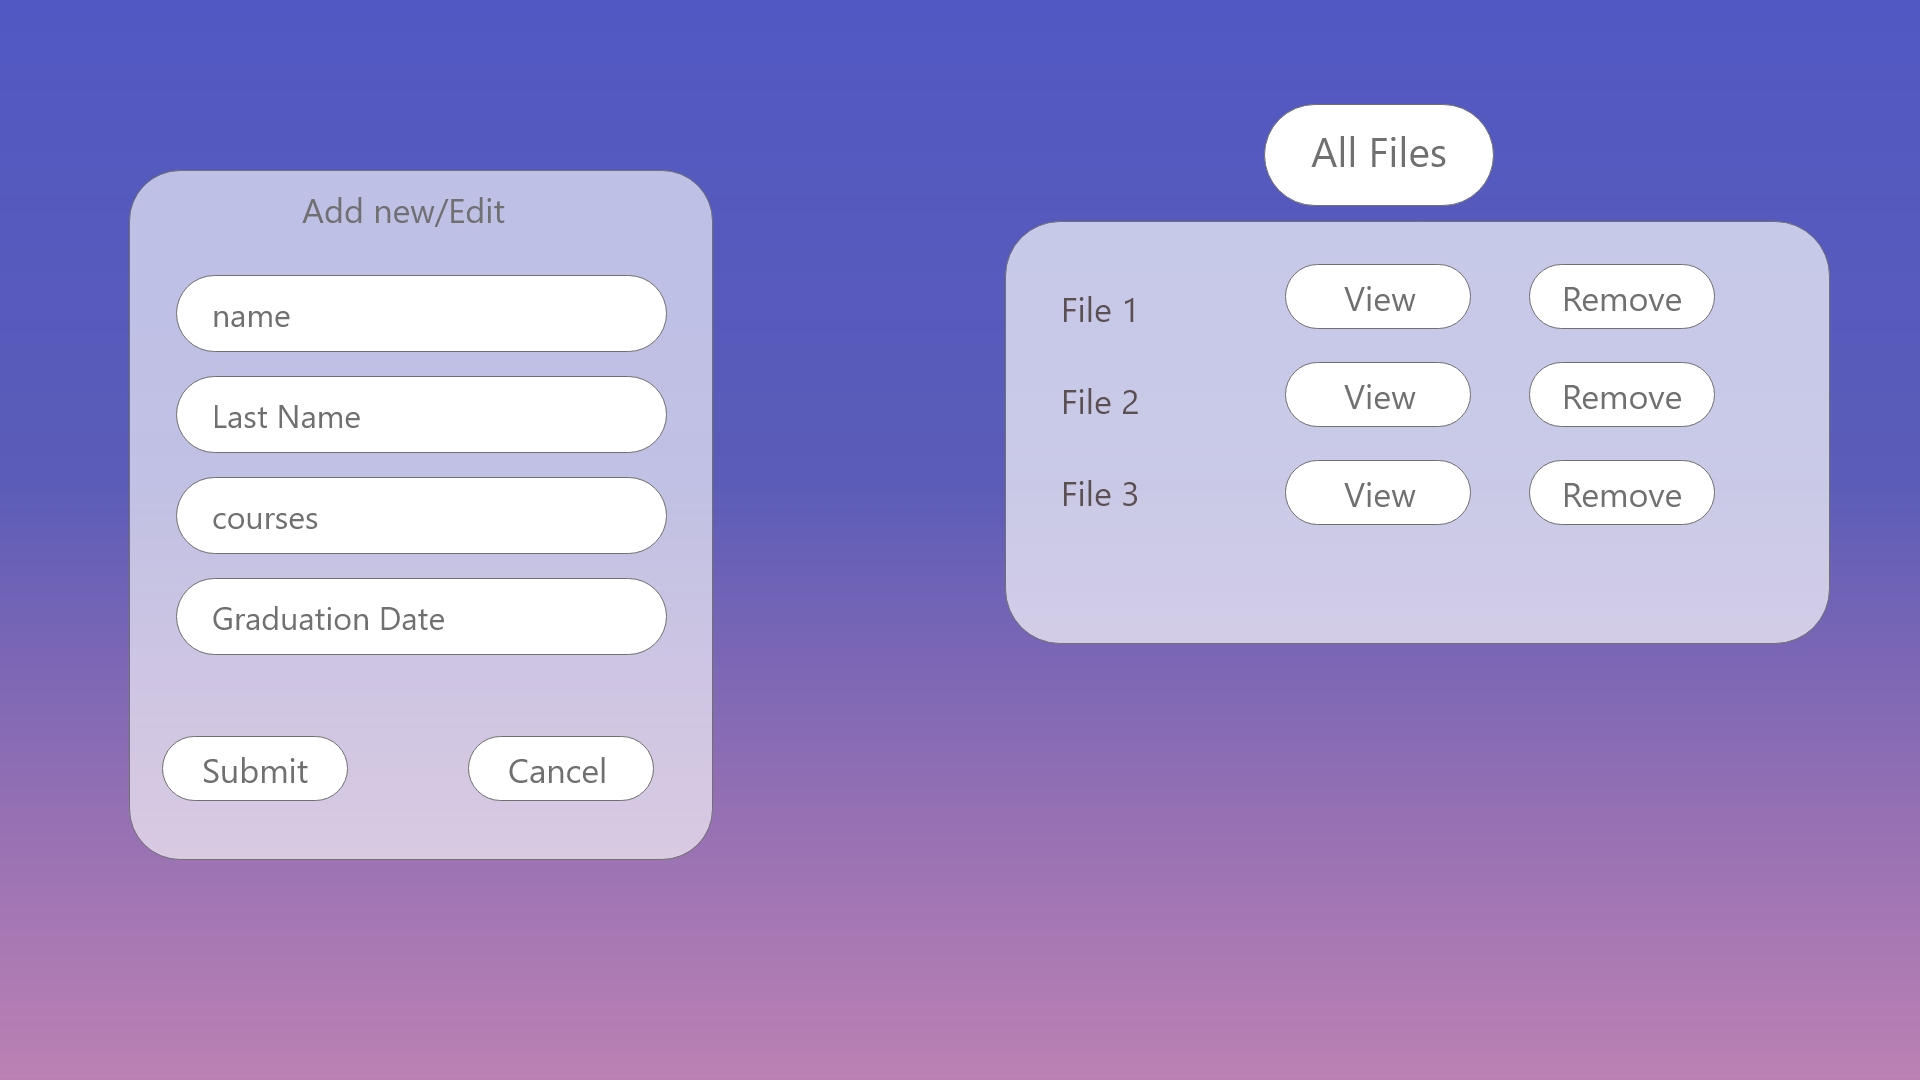 Add new/Edit
name
Last Name
courses
Graduation Date
Submit Cancel
All Files
File 1 View Remove
File 2 View Remove
File 3 View Remove